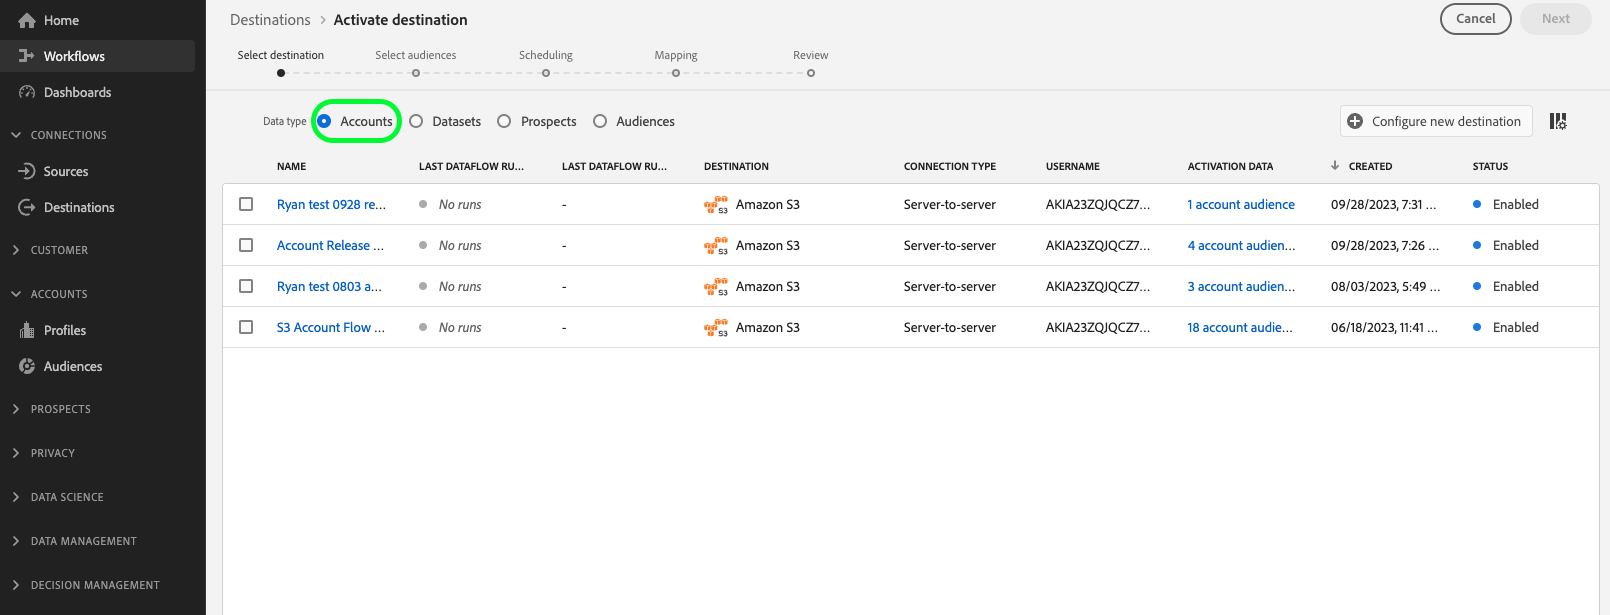 Home
Workflows
Dashboards
CONNECTIONS
Sources
Destinations
CUSTOMER
ACCOUNTS
Profiles
Audiences
PROSPECTS
PRIVACY
DATA SCIENCE
DATA MANAGEMENT
DECISION MANAGEMENT
Destinations > Activate destination
Cancel Next
Select destination Select audiences Scheduling Mapping Review
Data type Accounts Datasets Prospects Audiences
Configure new destination
NAME LAST DATAFLOW RU... LAST DATAFLOW RU... DESTINATION CONNECTION TYPE USERNAME ACTIVATION DATA ↓ CREATED STATUS
Ryan test 0928 re... No runs - S3 Amazon S3 Server-to-server AKIA23ZQJQCZ7... 1 account audience 09/28/2023, 7:31 ... Enabled
Account Release ... No runs - S3 Amazon S3 Server-to-server AKIA23ZQJQCZ7... 4 account audien... 09/28/2023, 7:26 ... Enabled
Ryan test 0803 a... No runs - S3 Amazon S3 Server-to-server AKIA23ZQJQCZ7... 3 account audien... 08/03/2023, 5:49 ... Enabled
S3 Account Flow ... No runs - S3 Amazon S3 Server-to-server AKIA23ZQJQCZ7... 18 account audie... 06/18/2023, 11:41 ... Enabled